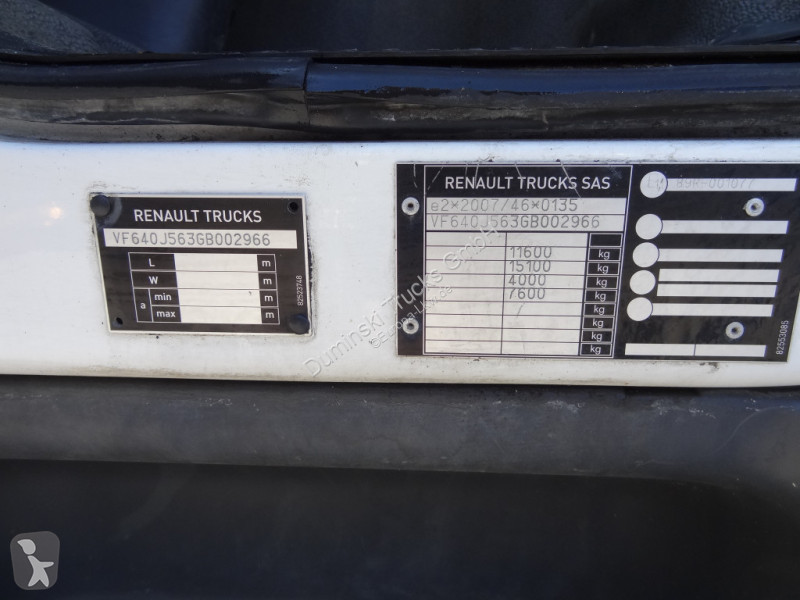 RENAULT TRUCKS
VF640J563GB002966
L m
W m
a min m
max m
82523748
RENAULT TRUCKS SAS
e2*2007/46*0135
VF640J563GB002966
11600 kg
15100 kg
4000 kg
7600 kg
kg
kg
kg
82553085
Duminski Trucks GmbH